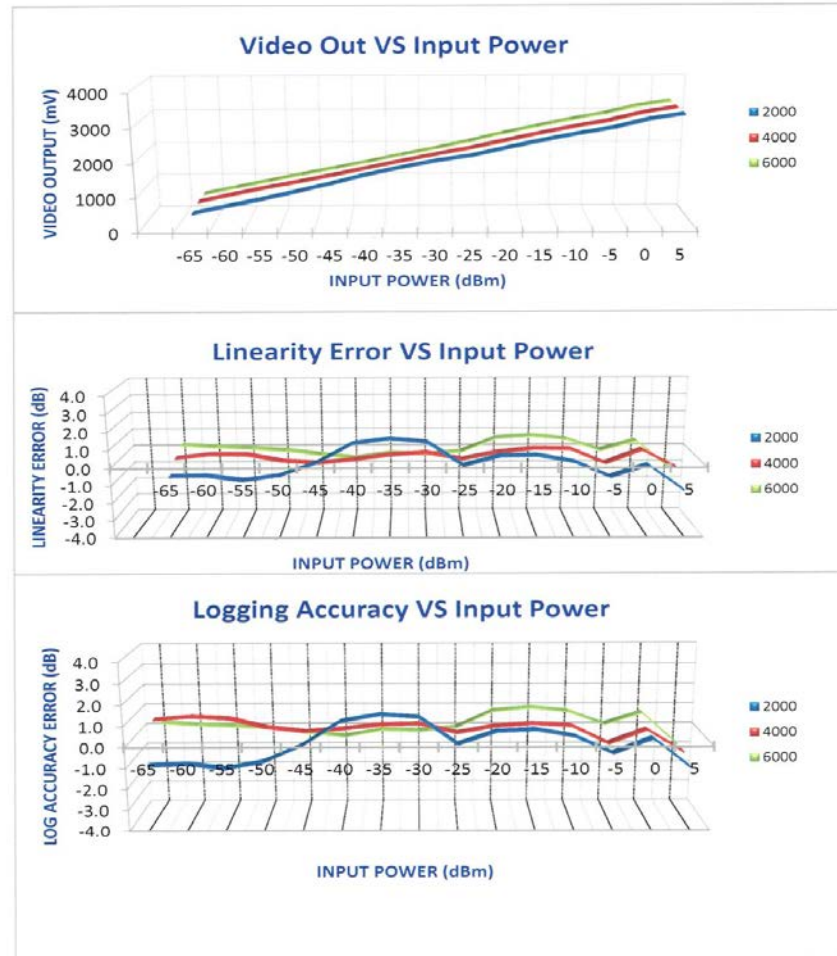 Video Out VS Input Power
VIDEO OUTPUT (mV)
4000
3000
2000
1000
0
-65 -60 -55 -50 -45 -40 -35 -30 -25 -20 -15 -10 -5 0 5
INPUT POWER (dBm)
2000
4000
6000
Linearity Error VS Input Power
LINEARITY ERROR (dB)
4.0
3.0
2.0
1.0
0.0
-1.0
-2.0
-3.0
-4.0
-65 -60 -55 -50 -45 -40 -35 -30 -25 -20 -15 -10 -5 0 5
INPUT POWER (dBm)
2000
4000
6000
Logging Accuracy VS Input Power
LOG ACCURACY ERROR (dB)
4.0
3.0
2.0
1.0
0.0
-1.0
-2.0
-3.0
-4.0
-65 -60 -55 -50 -45 -40 -35 -30 -25 -20 -15 -10 -5 0 5
INPUT POWER (dBm)
2000
4000
6000